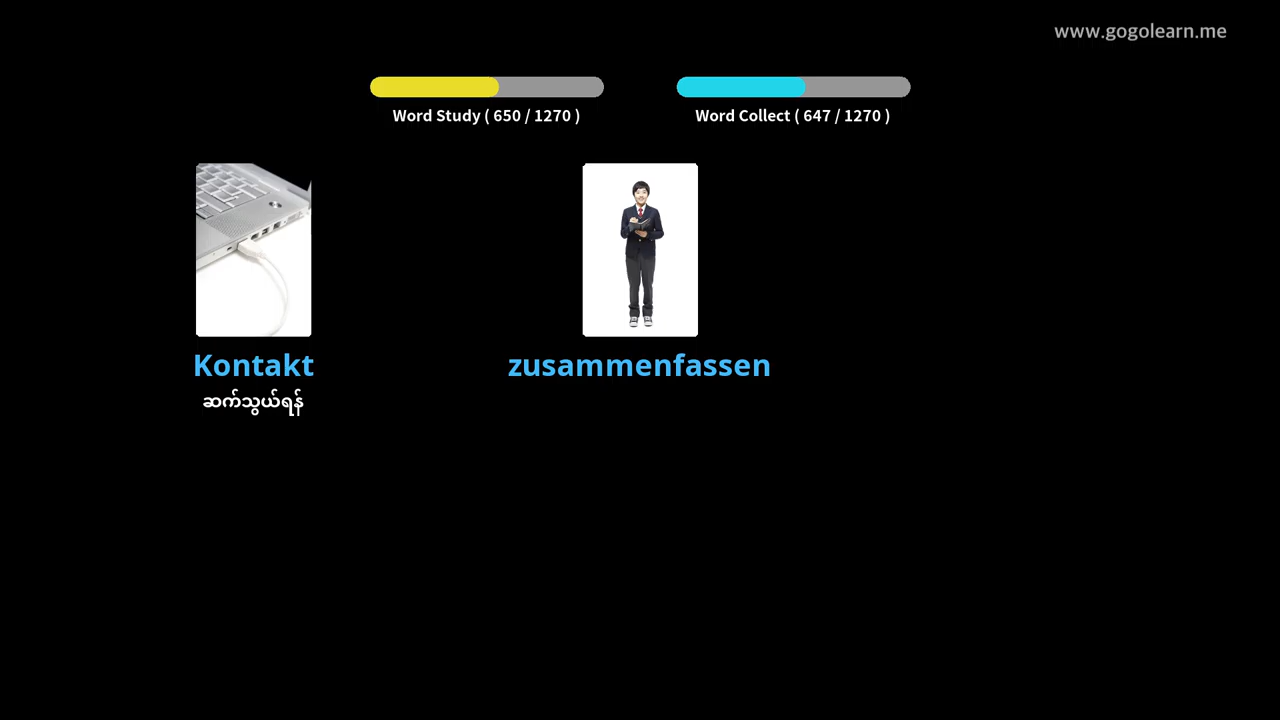 www.gogolearn.me
Word Study ( 650 / 1270 )
Word Collect ( 647 / 1270 )
Kontakt
zusammenfassen
ဆက်သွယ်ရန်